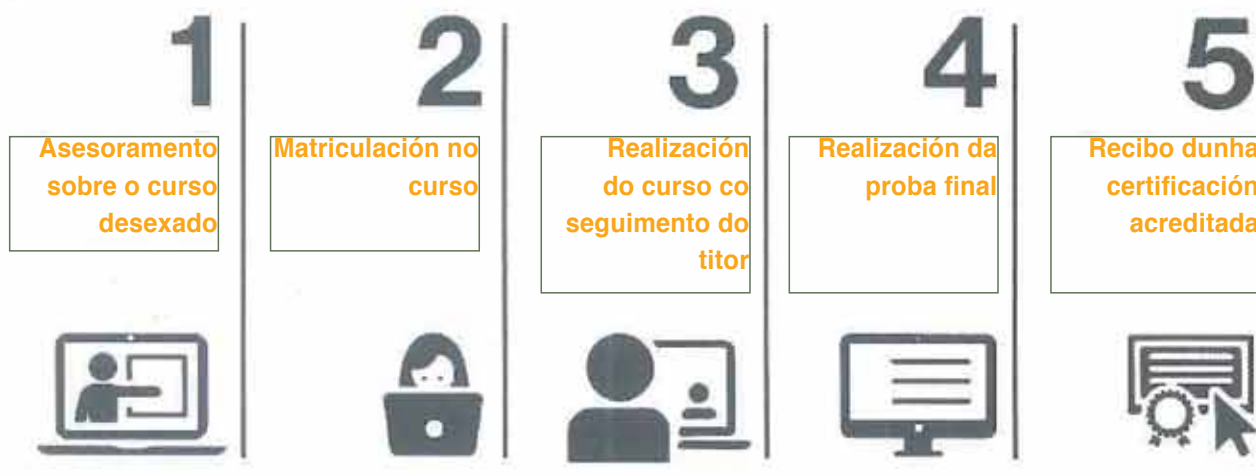 1
Asesoramento
sobre o curso
desexado
2
Matriculación no
curso
3
Realización
do curso co
seguimento do
titor
4
Realización da
proba final
5
Recibo dunha
certificación
acreditada